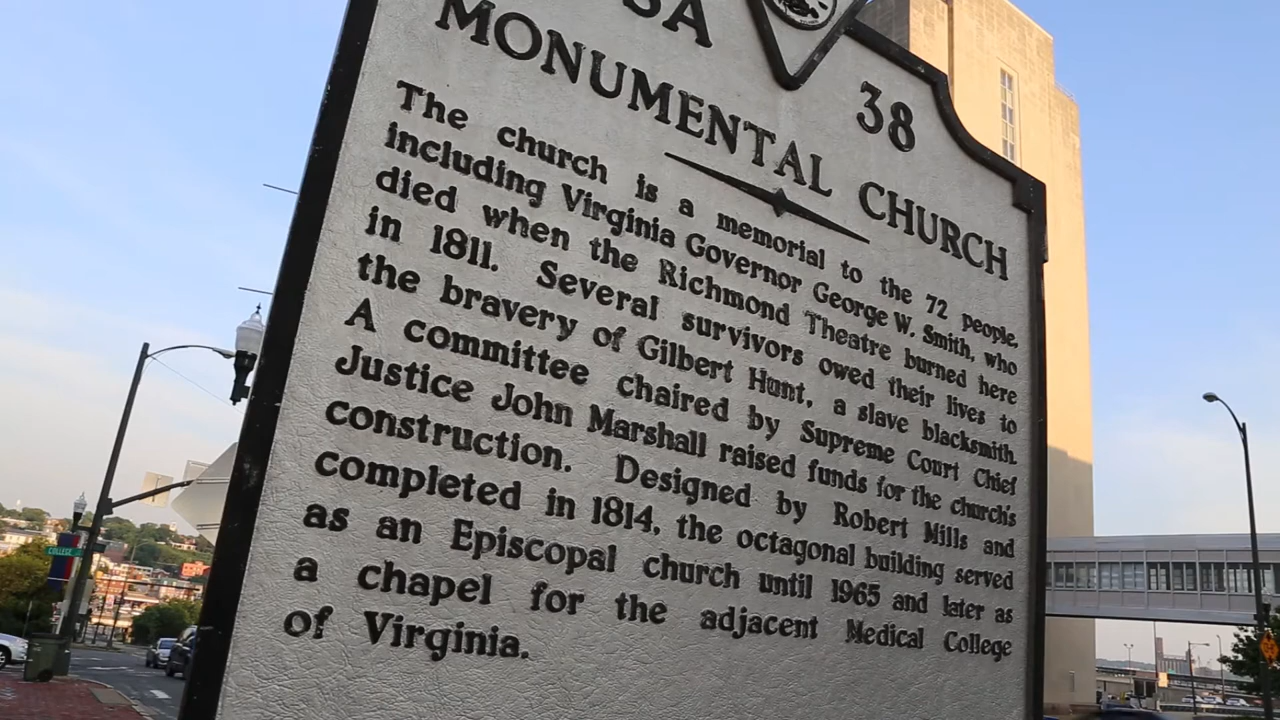 SA 38
MONUMENTAL CHURCH
The church is a memorial to the 72 people,
including Virginia Governor George W. Smith, who
died when the Richmond Theatre burned here
in 1811. Several survivors owed their lives to
the bravery of Gilbert Hunt, a slave blacksmith.
A committee chaired by Supreme Court Chief
Justice John Marshall raised funds for the church's
construction. Designed by Robert Mills and
completed in 1814, the octagonal building served
as an Episcopal church until 1965 and later as
a chapel for the adjacent Medical College
of Virginia.
COLLEGE